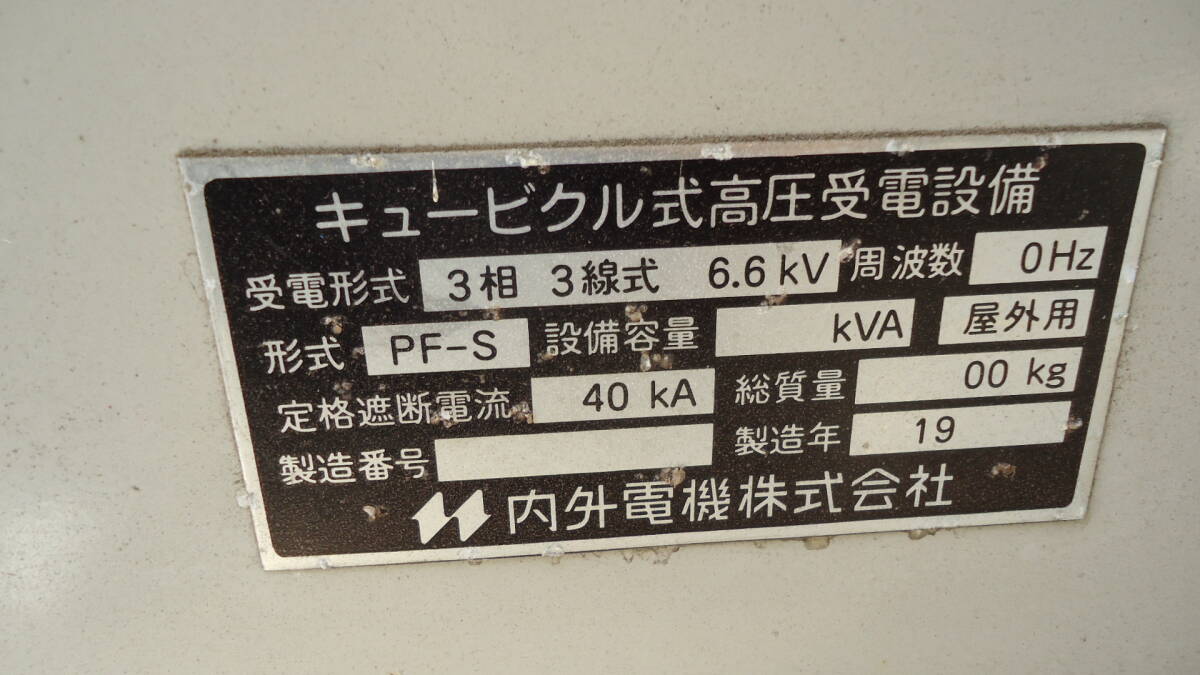 キュービクル式高圧受電設備
受電形式 3相 3線式 6.6kV 周波数 0Hz
形式 PF-S 設備容量 kVA 屋外用
定格遮断電流 40 kA 総質量 00 kg
製造番号 製造年 19
内外電機株式会社